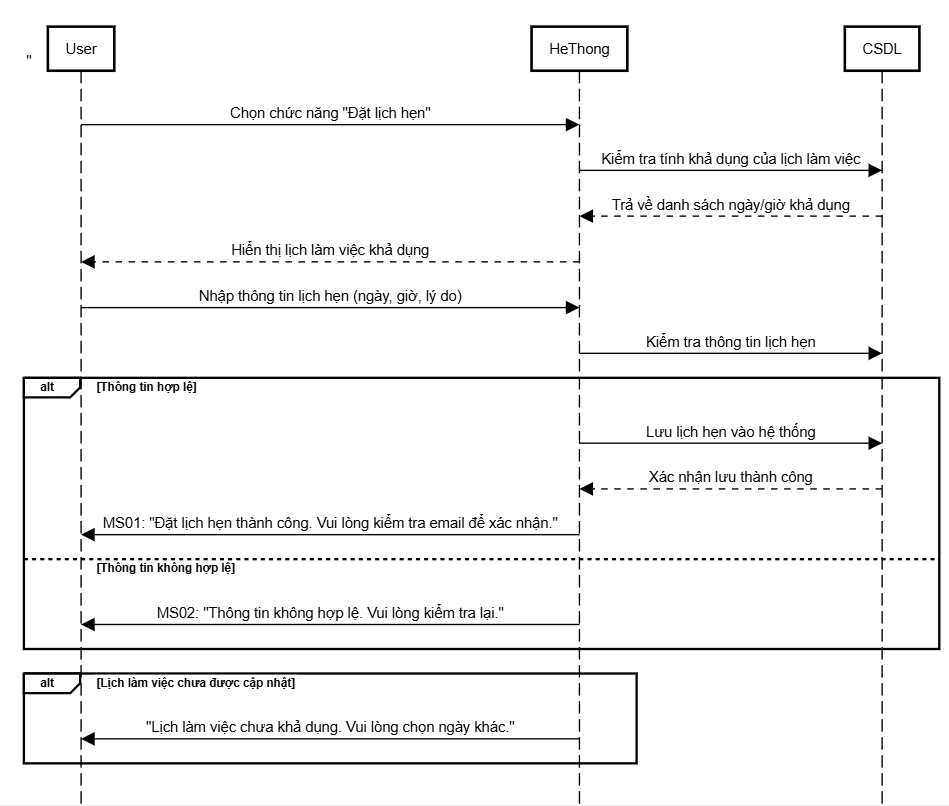 "
User
HeThong
CSDL
Chọn chức năng "Đặt lịch hẹn"
Kiểm tra tính khả dụng của lịch làm việc
Trả về danh sách ngày/giờ khả dụng
Hiển thị lịch làm việc khả dụng
Nhập thông tin lịch hẹn (ngày, giờ, lý do)
Kiểm tra thông tin lịch hẹn
alt
[Thông tin hợp lệ]
Lưu lịch hẹn vào hệ thống
Xác nhận lưu thành công
MS01: "Đặt lịch hẹn thành công. Vui lòng kiểm tra email để xác nhận."
[Thông tin không hợp lệ]
MS02: "Thông tin không hợp lệ. Vui lòng kiểm tra lại."
alt
[Lịch làm việc chưa được cập nhật]
"Lịch làm việc chưa khả dụng. Vui lòng chọn ngày khác."